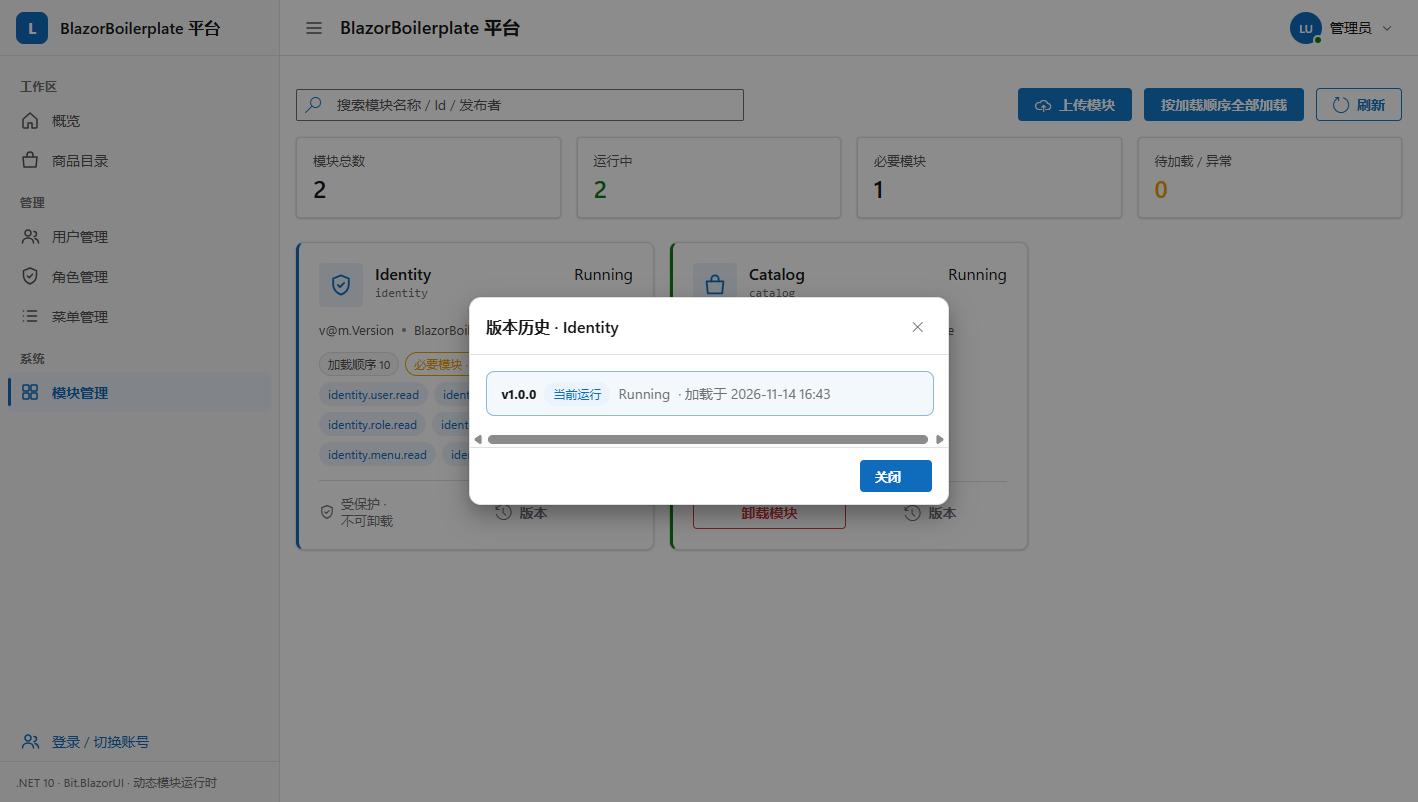 L BlazorBoilerplate 平台
BlazorBoilerplate 平台
LU 管理员
工作区
概览
商品目录
管理
用户管理
角色管理
菜单管理
系统
模块管理
登录 / 切换账号
.NET 10 · Bit.BlazorUI · 动态模块运行时
搜索模块名称 / Id / 发布者
上传模块
按加载顺序全部加载
刷新
模块总数
2
运行中
2
必要模块
1
待加载 / 异常
0
Identity
identity
Running
v@m.Version • BlazorBoil
加载顺序 10
必要模块 ·
identity.user.read
ident
identity.role.read
ident
identity.menu.read
ide
受保护 ·
不可卸载
版本
Catalog
catalog
Running
e
卸载模块
版本
版本历史 · Identity
v1.0.0 当前运行 Running · 加载于 2026-11-14 16:43
关闭